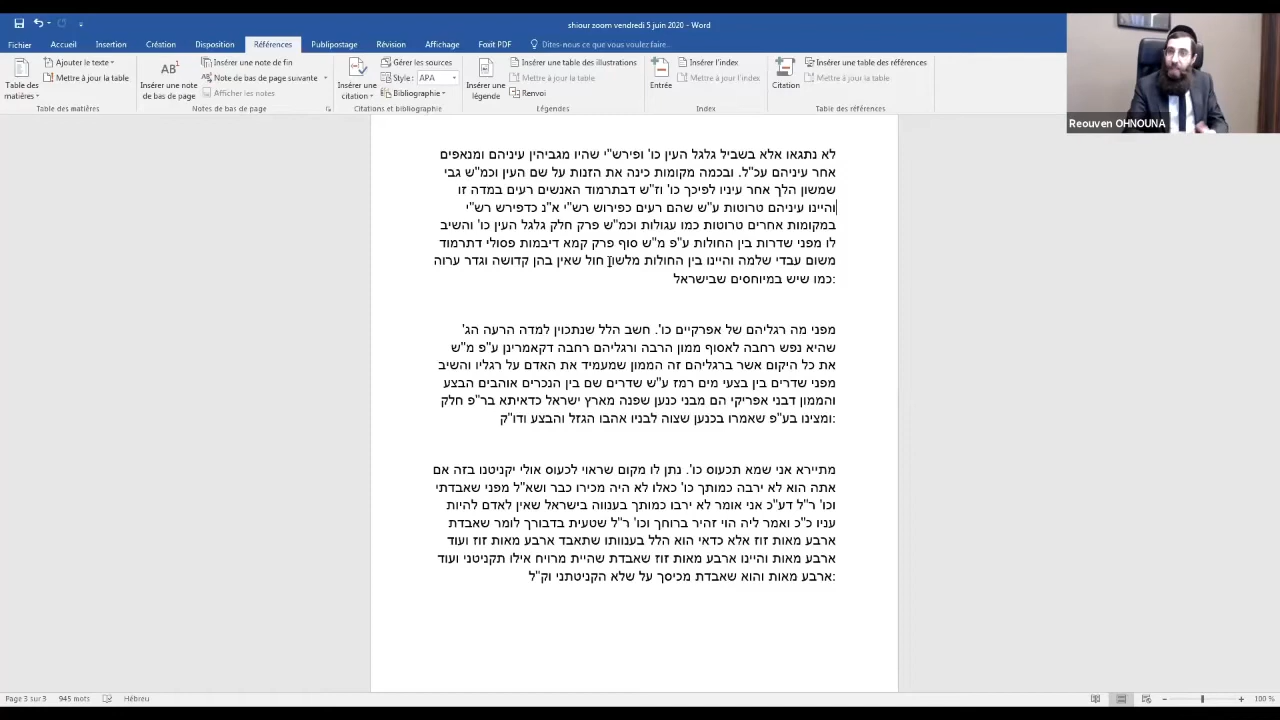 shiour zoom vendredi 5 juin 2020 - Word
Fichier Accueil Insertion Création Disposition Références Publipostage Révision Affichage Foxit PDF Dites-nous ce que vous voulez faire...
Table des matières
Ajouter le texte
Mettre à jour la table
Table des matières
AB¹ Insérer une note de bas de page
Insérer une note de fin
Note de bas de page suivante
Afficher les notes
Notes de bas de page
Insérer une citation
Gérer les sources
Style: APA
Bibliographie
Citations et bibliographie
Insérer une légende
Insérer une table des illustrations
Mettre à jour la table
Renvoi
Légendes
Entrée
Insérer l'index
Mettre à jour l'index
Index
Citation
Insérer une table des références
Mettre à jour la table
Table des références
Reouven OHNOUNA
לא נתגאו אלא בשביל גלגל העין כו' ופירש"י שהיו מגביהין עיניהם ומנאפים
אחר עיניהם עכ"ל. ובכמה מקומות כינה את הזנות על שם העין וכמ"ש גבי
שמשון הלך אחר עיניו לפיכך כו' וז"ש דבתרמוד האנשים רעים במדה זו
והיינו עיניהם טרוטות ע"ש שהם רעים כפירוש רש"י א"נ כדפירש רש"י
במקומות אחרים טרוטות כמו עגולות וכמ"ש פרק חלק גלגל העין כו' והשיב
לו מפני שדרות בין החולות ע"פ מ"ש סוף פרק קמא דיבמות פסולי דתרמוד
משום עבדי שלמה והיינו בין החולות מלשון חול שאין בהן קדושה וגדר ערוה
כמו שיש במיוחסים שבישראל:
מפני מה רגליהם של אפרקיים כו'. חשב הלל שנתכוין למדה הרעה הג'
שהיא נפש רחבה לאסוף ממון הרבה ורגליהם רחבה דקאמרינן ע"פ מ"ש
את כל היקום אשר ברגליהם זה הממון שמעמיד את האדם על רגליו והשיב
מפני שדרים בין בצעי מים רמז ע"ש שדרים שם בין הנכרים אוהבים הבצע
והממון דבני אפריקי הם מבני כנען שפנה מארץ ישראל כדאיתא בר"פ חלק
ומצינו בע"פ שאמרו בכנען שצוה לבניו אהבו הגזל והבצע ודו"ק:
מתיירא אני שמא תכעוס כו'. נתן לו מקום שראוי לכעוס אולי יקניטנו בזה אם
אתה הוא לא ירבה כמותך כו' כאלו לא היה מכירו כבר ושא"ל מפני שאבדתי
וכו' ר"ל דע"כ אני אומר לא ירבו כמותך בענווה בישראל שאין לאדם להיות
עניו כ"כ ואמר ליה הוי זהיר ברוחך וכו' ר"ל שטעית בדבורך לומר שאבדת
ארבע מאות זוז אלא כדאי הוא הלל בענוותו שתאבד ארבע מאות זוז ועוד
ארבע מאות והיינו ארבע מאות זוז שאבדת שהיית מרויח אילו תקניטני ועוד
ארבע מאות והוא שאבדת מכיסך על שלא הקניטתני וק"ל:
Page 3 sur 3 945 mots Hébreu 100 %